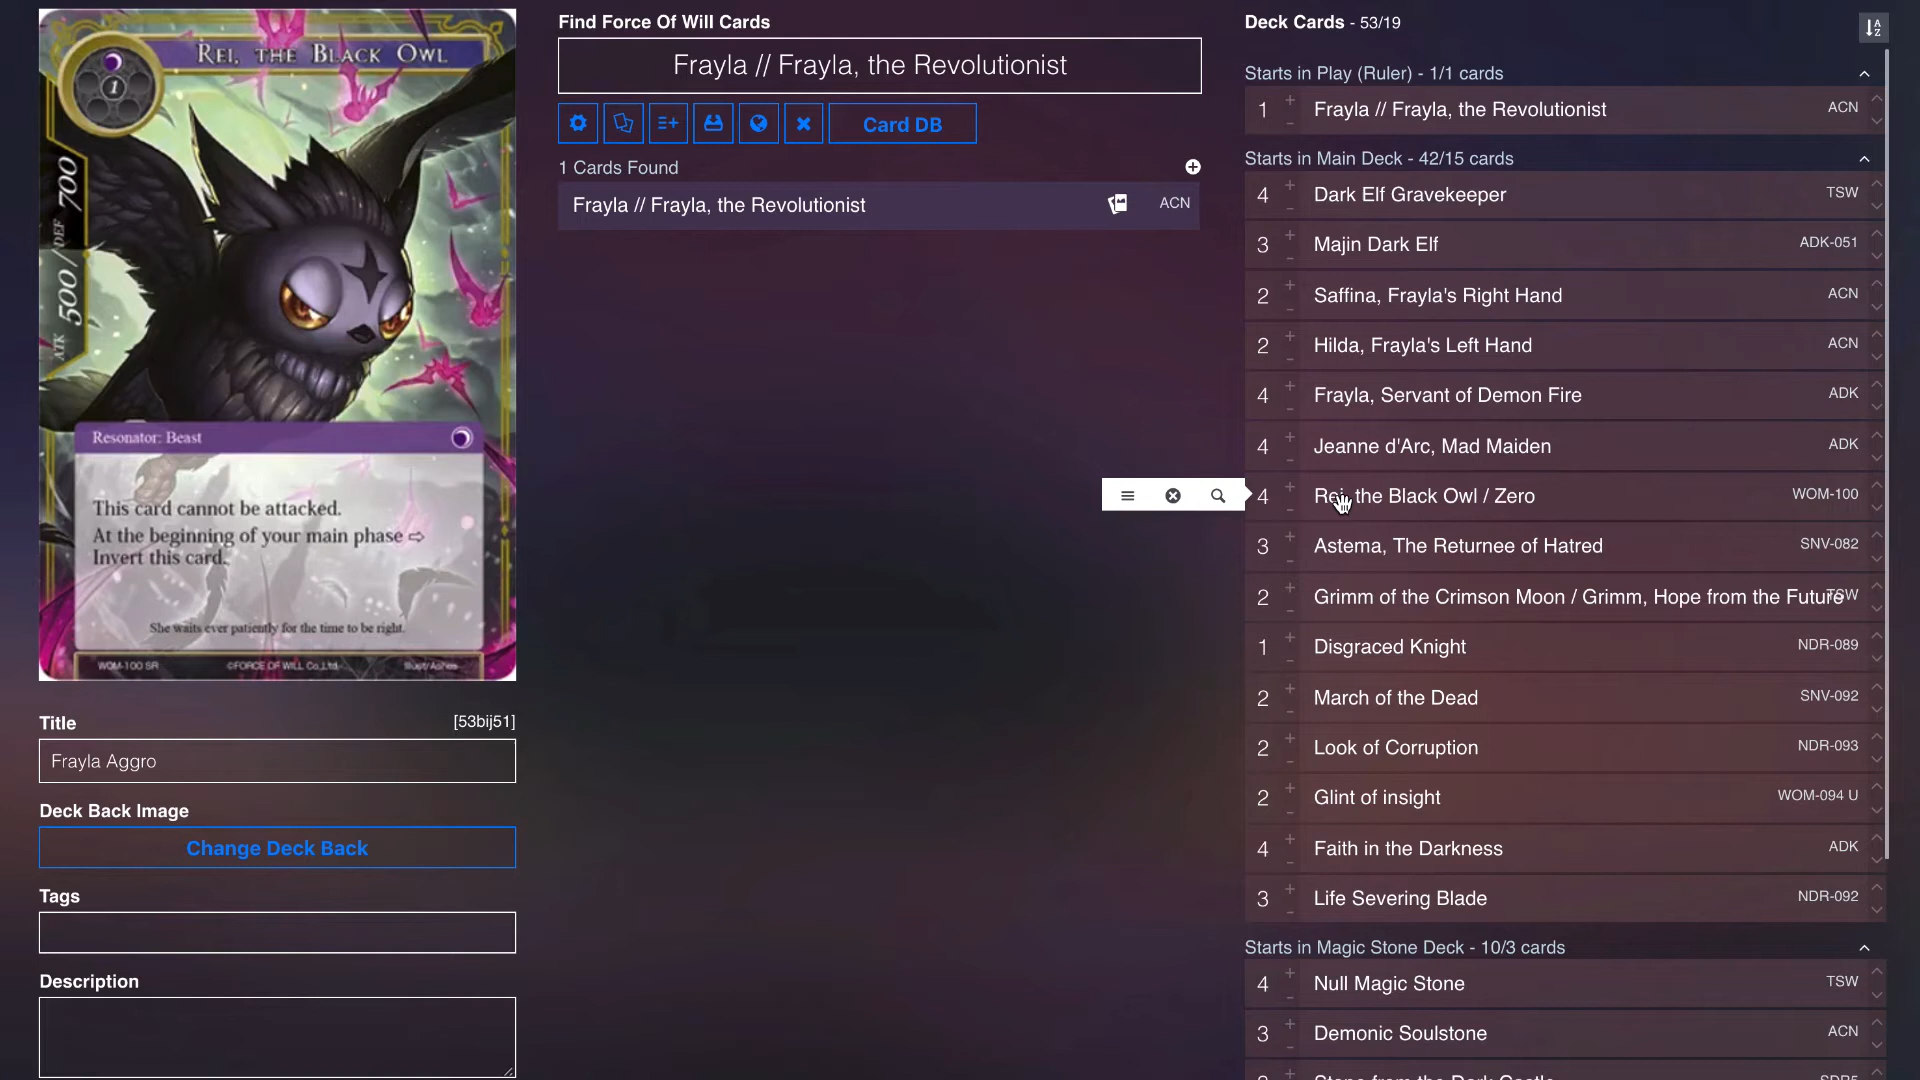 REI, THE BLACK OWL
1
ATK 500 / DEF 700
Resonator: Beast
This card cannot be attacked.
At the beginning of your main phase ⇨
Invert this card.
She waits ever patiently for the time to be right.
WOM-100 SR ©FORCE OF WILL Co.,Ltd. Illust/Ashes
Title [53bij51]
Frayla Aggro
Deck Back Image
Change Deck Back
Tags
Description
Find Force Of Will Cards
Frayla // Frayla, the Revolutionist
Card DB
1 Cards Found
Frayla // Frayla, the Revolutionist ACN
Deck Cards - 53/19
Starts in Play (Ruler) - 1/1 cards
1 Frayla // Frayla, the Revolutionist ACN
Starts in Main Deck - 42/15 cards
4 Dark Elf Gravekeeper TSW
3 Majin Dark Elf ADK-051
2 Saffina, Frayla's Right Hand ACN
2 Hilda, Frayla's Left Hand ACN
4 Frayla, Servant of Demon Fire ADK
4 Jeanne d'Arc, Mad Maiden ADK
4 Rei, the Black Owl / Zero WOM-100
3 Astema, The Returnee of Hatred SNV-082
2 Grimm of the Crimson Moon / Grimm, Hope from the Future TSW
1 Disgraced Knight NDR-089
2 March of the Dead SNV-092
2 Look of Corruption NDR-093
2 Glint of insight WOM-094 U
4 Faith in the Darkness ADK
3 Life Severing Blade NDR-092
Starts in Magic Stone Deck - 10/3 cards
4 Null Magic Stone TSW
3 Demonic Soulstone ACN
Stone from the Dark Castle SDR5